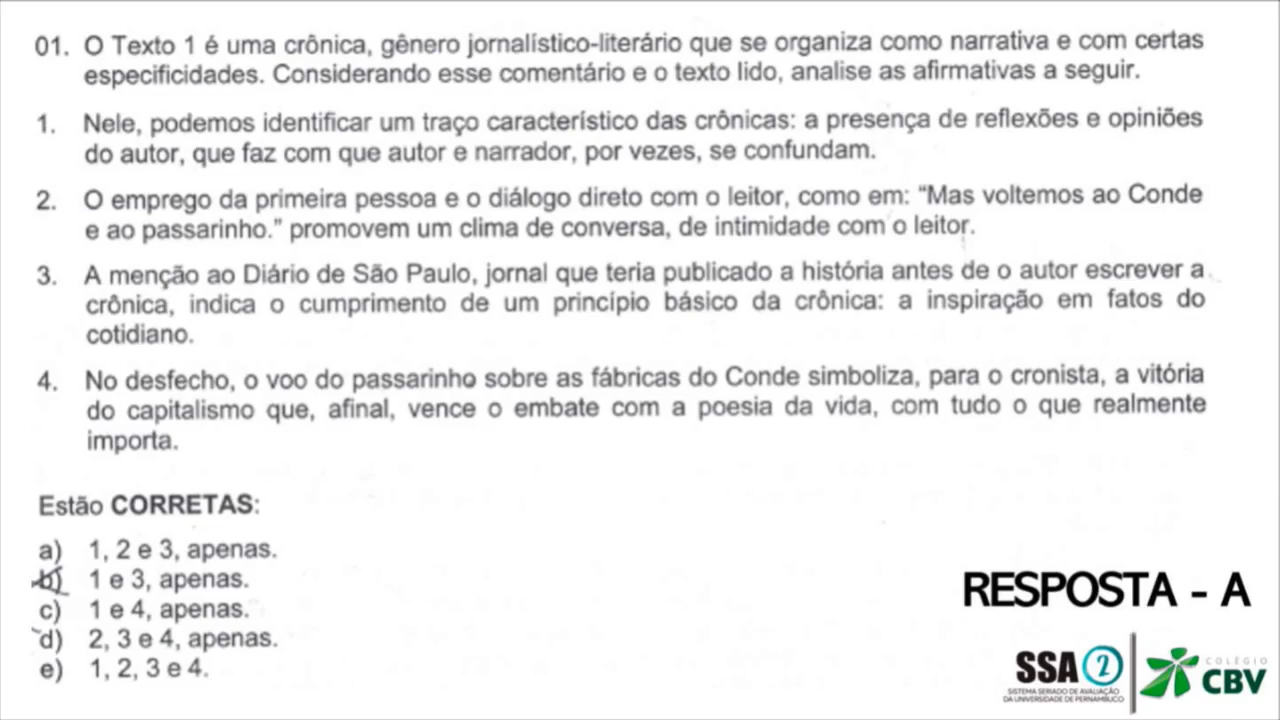 01. O Texto 1 é uma crônica, gênero jornalístico-literário que se organiza como narrativa e com certas
especificidades. Considerando esse comentário e o texto lido, analise as afirmativas a seguir.
1. Nele, podemos identificar um traço característico das crônicas: a presença de reflexões e opiniões
do autor, que faz com que autor e narrador, por vezes, se confundam.
2. O emprego da primeira pessoa e o diálogo direto com o leitor, como em: “Mas voltemos ao Conde
e ao passarinho.” promovem um clima de conversa, de intimidade com o leitor.
3. A menção ao Diário de São Paulo, jornal que teria publicado a história antes de o autor escrever a
crônica, indica o cumprimento de um princípio básico da crônica: a inspiração em fatos do
cotidiano.
4. No desfecho, o voo do passarinho sobre as fábricas do Conde simboliza, para o cronista, a vitória
do capitalismo que, afinal, vence o embate com a poesia da vida, com tudo o que realmente
importa.
Estão CORRETAS:
a) 1, 2 e 3, apenas.
b) 1 e 3, apenas.
c) 1 e 4, apenas.
d) 2, 3 e 4, apenas.
e) 1, 2, 3 e 4.
RESPOSTA - A
SSA 2
SISTEMA SERIADO DE AVALIAÇÃO
DA UNIVERSIDADE DE PERNAMBUCO
COLÉGIO
CBV